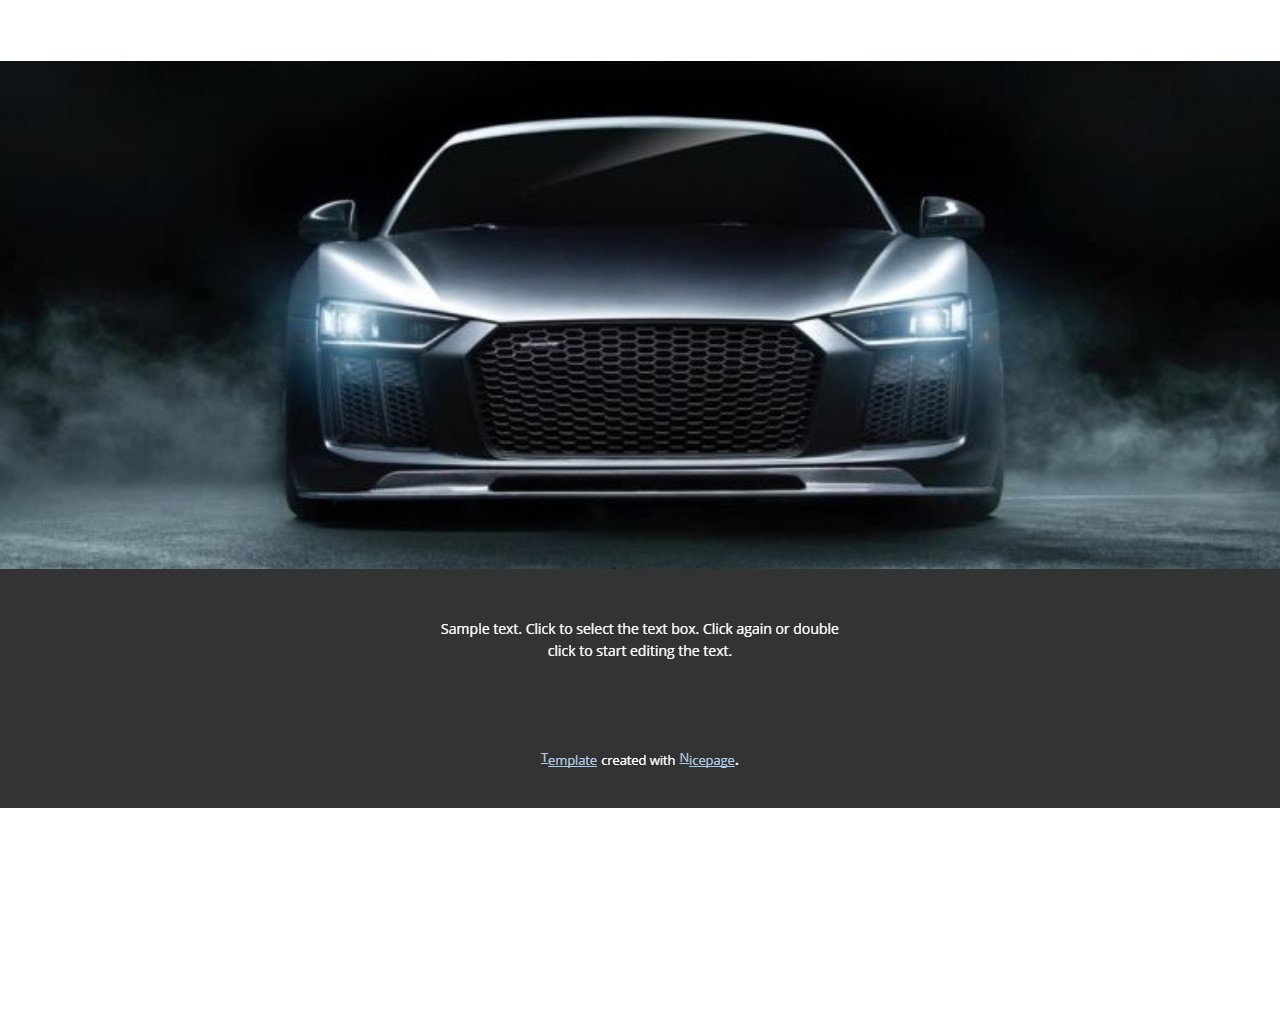 Sample text. Click to select the text box. Click again or double
click to start editing the text.
Template created with Nicepage.